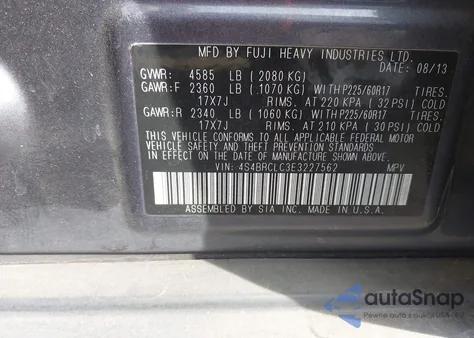 MFD BY FUJI HEAVY INDUSTRIES LTD.
DATE: 08/13
GVWR: 4585 LB (2080 KG)
GAWR:F 2360 LB (1070 KG) WITH P225/60R17 TIRES.
17X7J RIMS. AT 220 KPA (32 PSI) COLD
GAWR:R 2340 LB (1060 KG) WITH P225/60R17 TIRES.
17X7J RIMS. AT 210 KPA (30 PSI) COLD
THIS VEHICLE CONFORMS TO ALL APPLICABLE FEDERAL MOTOR
VEHICLE SAFETY AND THEFT PREVENTION STANDARDS IN EFFECT
ON THE DATE OF MANUFACTURE SHOWN ABOVE.
VIN: 4S4BRCLC3E3227562 MPV
ASSEMBLED BY SIA INC. MADE IN U.S.A.
autoSnap
Pewne auta z ubezpieczalni USA